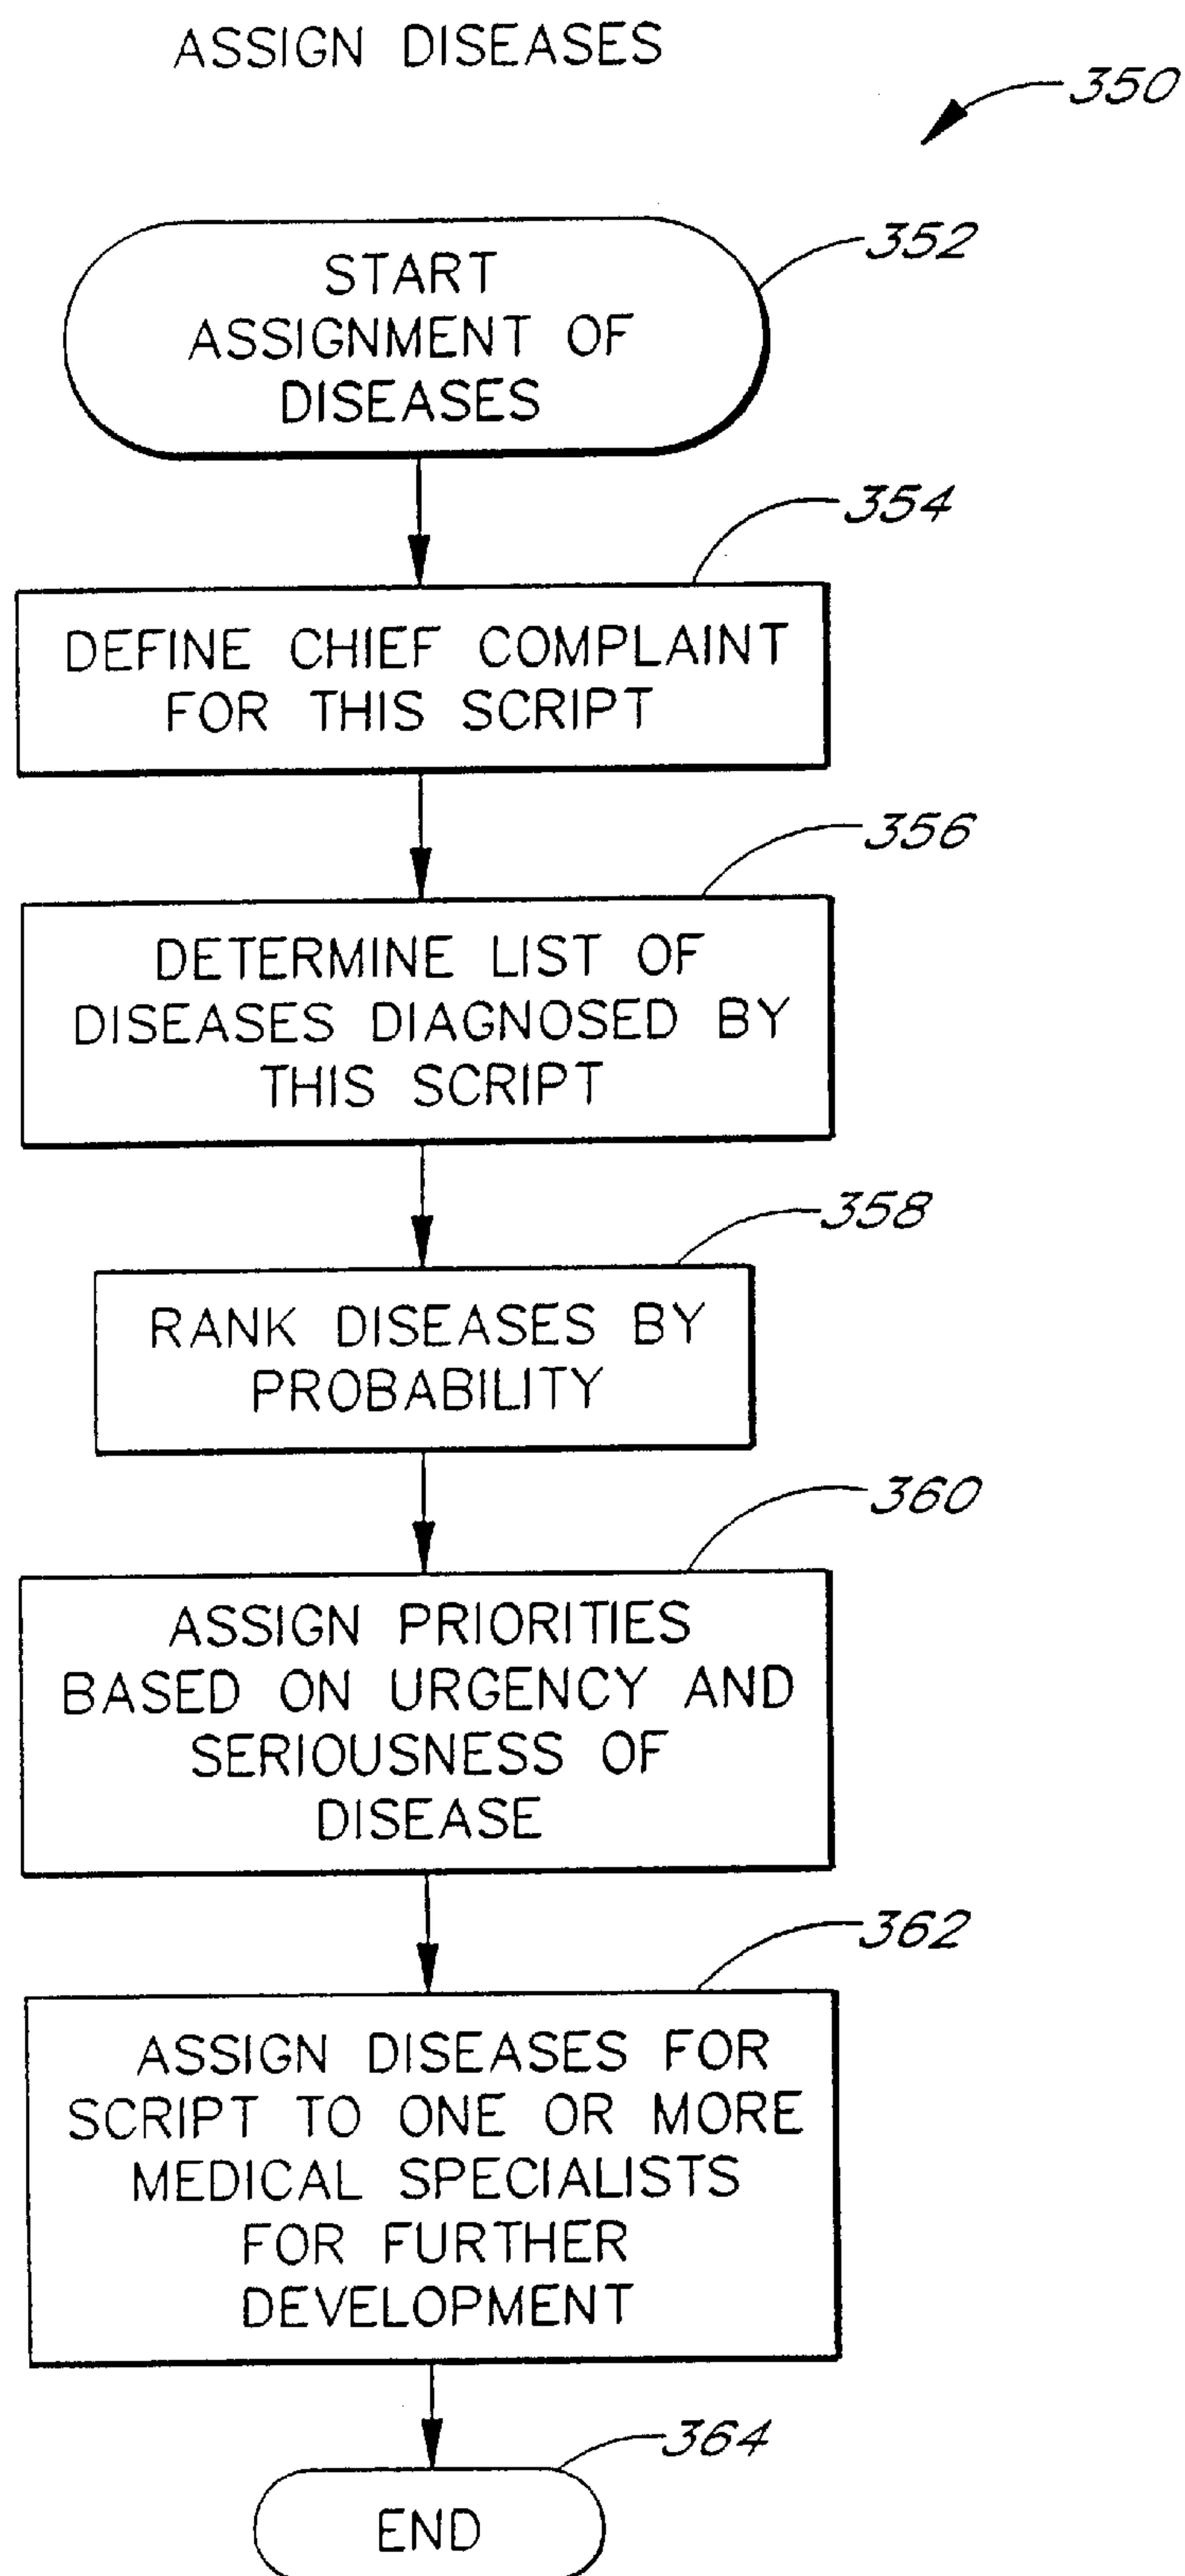 ASSIGN DISEASES
350
352
START
ASSIGNMENT OF
DISEASES
354
DEFINE CHIEF COMPLAINT
FOR THIS SCRIPT
356
DETERMINE LIST OF
DISEASES DIAGNOSED BY
THIS SCRIPT
358
RANK DISEASES BY
PROBABILITY
360
ASSIGN PRIORITIES
BASED ON URGENCY AND
SERIOUSNESS OF
DISEASE
362
ASSIGN DISEASES FOR
SCRIPT TO ONE OR MORE
MEDICAL SPECIALISTS
FOR FURTHER
DEVELOPMENT
364
END